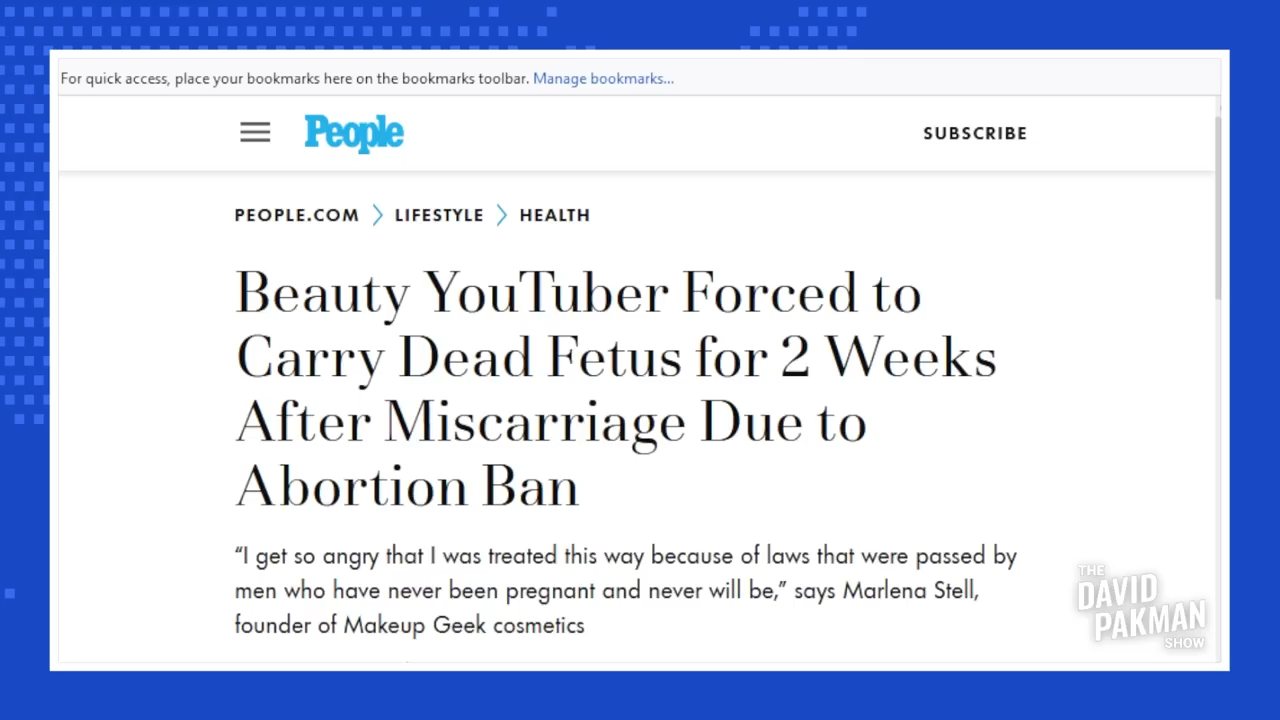 For quick access, place your bookmarks here on the bookmarks toolbar. Manage bookmarks...
People
SUBSCRIBE
PEOPLE.COM > LIFESTYLE > HEALTH
Beauty YouTuber Forced to
Carry Dead Fetus for 2 Weeks
After Miscarriage Due to
Abortion Ban
“I get so angry that I was treated this way because of laws that were passed by
men who have never been pregnant and never will be,” says Marlena Stell,
founder of Makeup Geek cosmetics
THE
DAVID
PAKMAN
SHOW